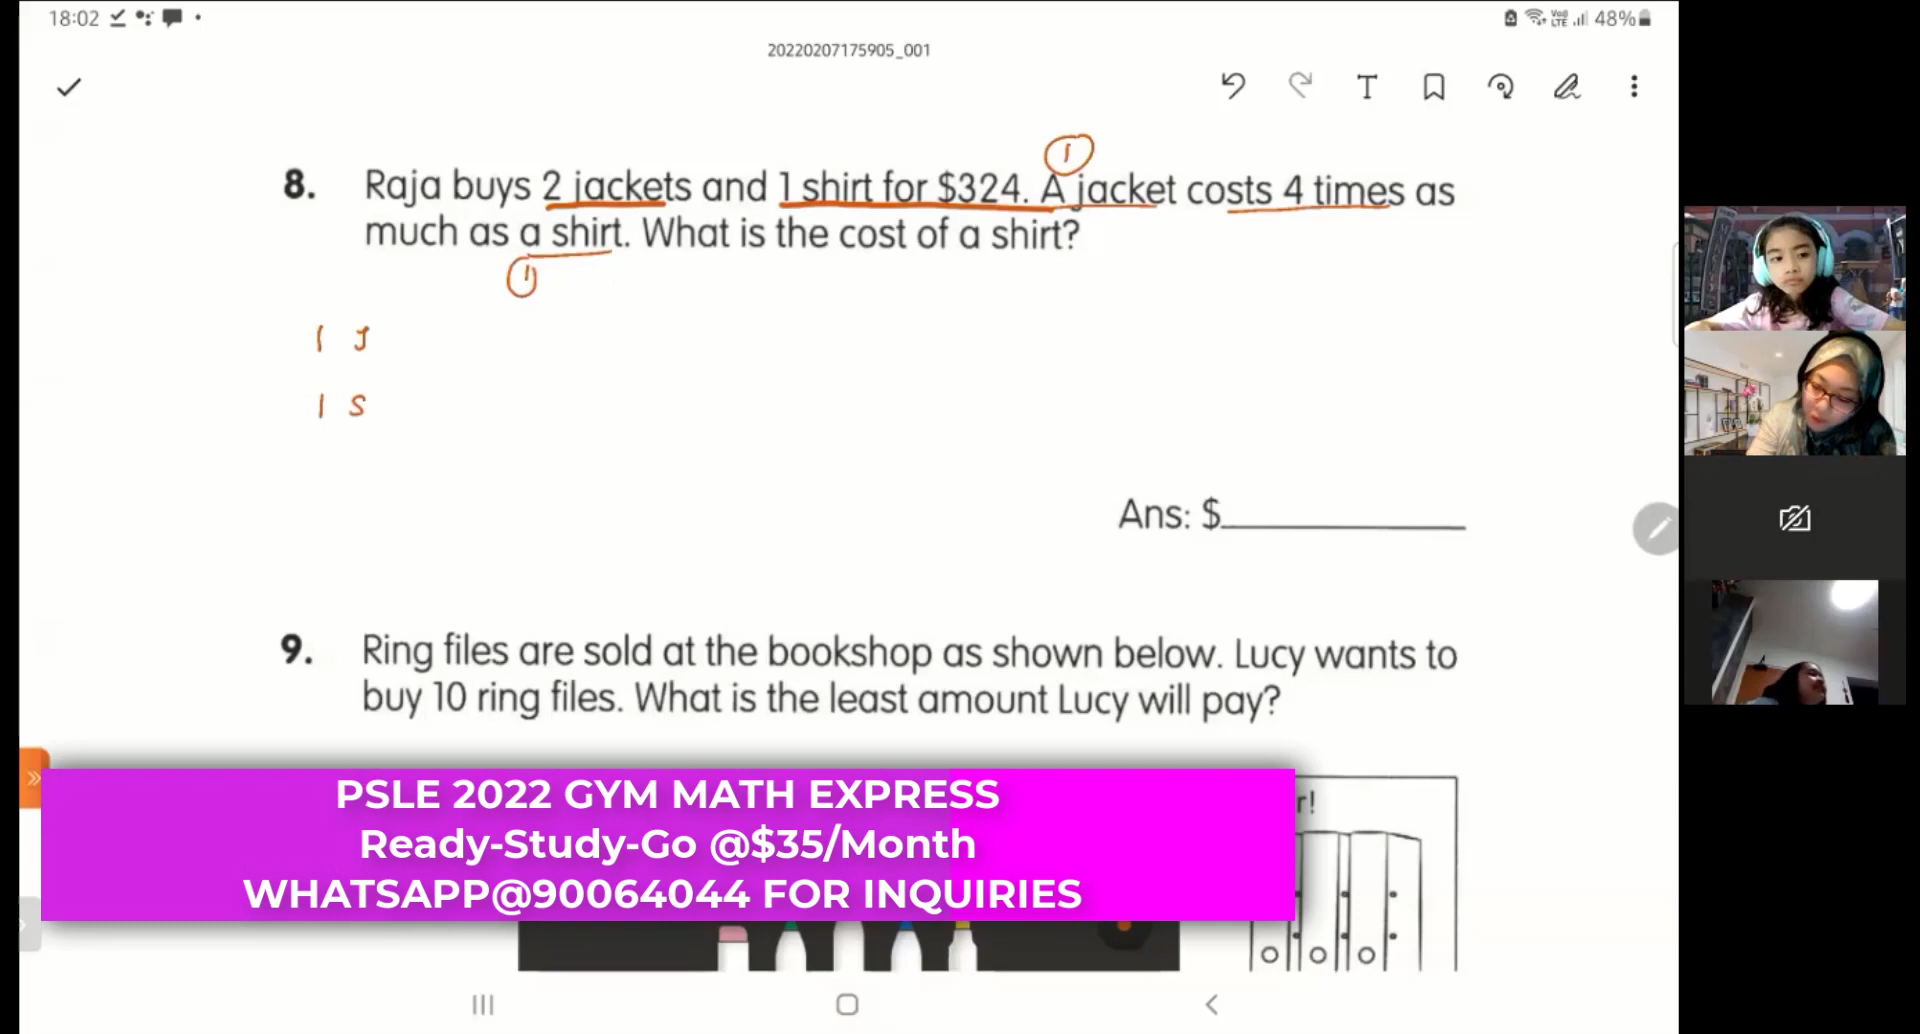 18:02
48%
Vo))
LTE
20220207175905_001
T
1
8. Raja buys 2 jackets and 1 shirt for $324. A jacket costs 4 times as
much as a shirt. What is the cost of a shirt?
1
1 J
1 S
Ans: $
9. Ring files are sold at the bookshop as shown below. Lucy wants to
buy 10 ring files. What is the least amount Lucy will pay?
r!
PSLE 2022 GYM MATH EXPRESS
Ready-Study-Go @$35/Month
WHATSAPP@90064044 FOR INQUIRIES